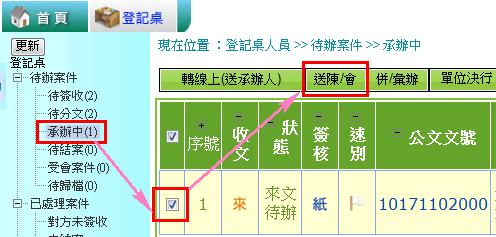 首頁 登記桌
更新
現在位置 ：登記桌人員 >> 待辦案件 >> 承辦中
登記桌
待辦案件
待簽收(2)
待分文(2)
承辦中(1)
待結案(0)
受會案件(0)
待歸檔(0)
已處理案件
對方未簽收
轉線上(送承辦人) 送陳/會 併/彙辦 單位決行
序號 收文 狀態 簽核 速別 公文文號
1 來 來文待辦 紙 10171102000